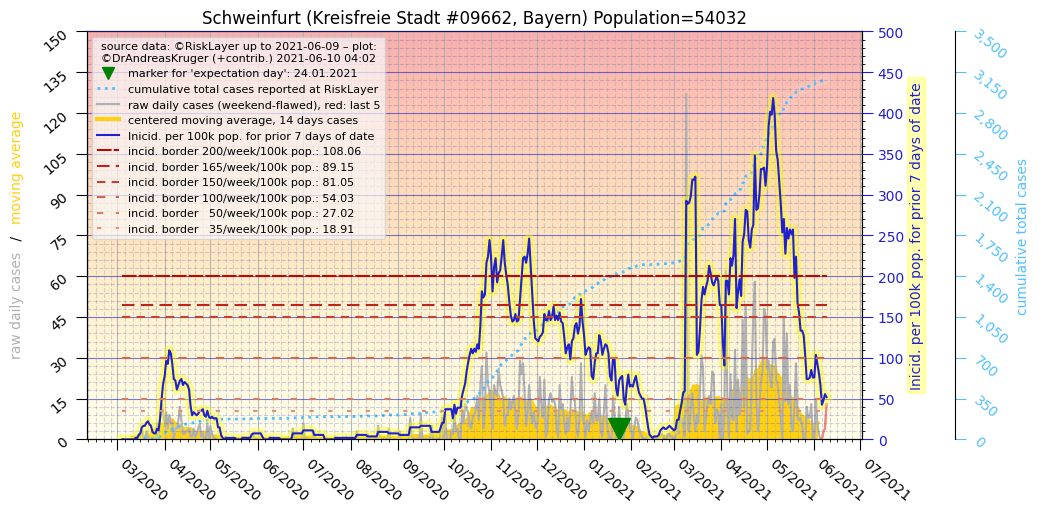 Schweinfurt (Kreisfreie Stadt #09662, Bayern) Population=54032
source data: ©RiskLayer up to 2021-06-09 – plot:
©DrAndreasKruger (+contrib.) 2021-06-10 04:02
marker for 'expectation day': 24.01.2021
cumulative total cases reported at RiskLayer
raw daily cases (weekend-flawed), red: last 5
centered moving average, 14 days cases
Inicid. per 100k pop. for prior 7 days of date
incid. border 200/week/100k pop.: 108.06
incid. border 165/week/100k pop.: 89.15
incid. border 150/week/100k pop.: 81.05
incid. border 100/week/100k pop.: 54.03
incid. border   50/week/100k pop.: 27.02
incid. border   35/week/100k pop.: 18.91
raw daily cases  /  moving average
150
135
120
105
90
75
60
45
30
15
0
03/2020
04/2020
05/2020
06/2020
07/2020
08/2020
09/2020
10/2020
11/2020
12/2020
01/2021
02/2021
03/2021
04/2021
05/2021
06/2021
07/2021
500
450
400
350
300
250
200
150
100
50
0
Inicid. per 100k pop. for prior 7 days of date
3,500
3,150
2,800
2,450
2,100
1,750
1,400
1,050
700
350
0
cumulative total cases